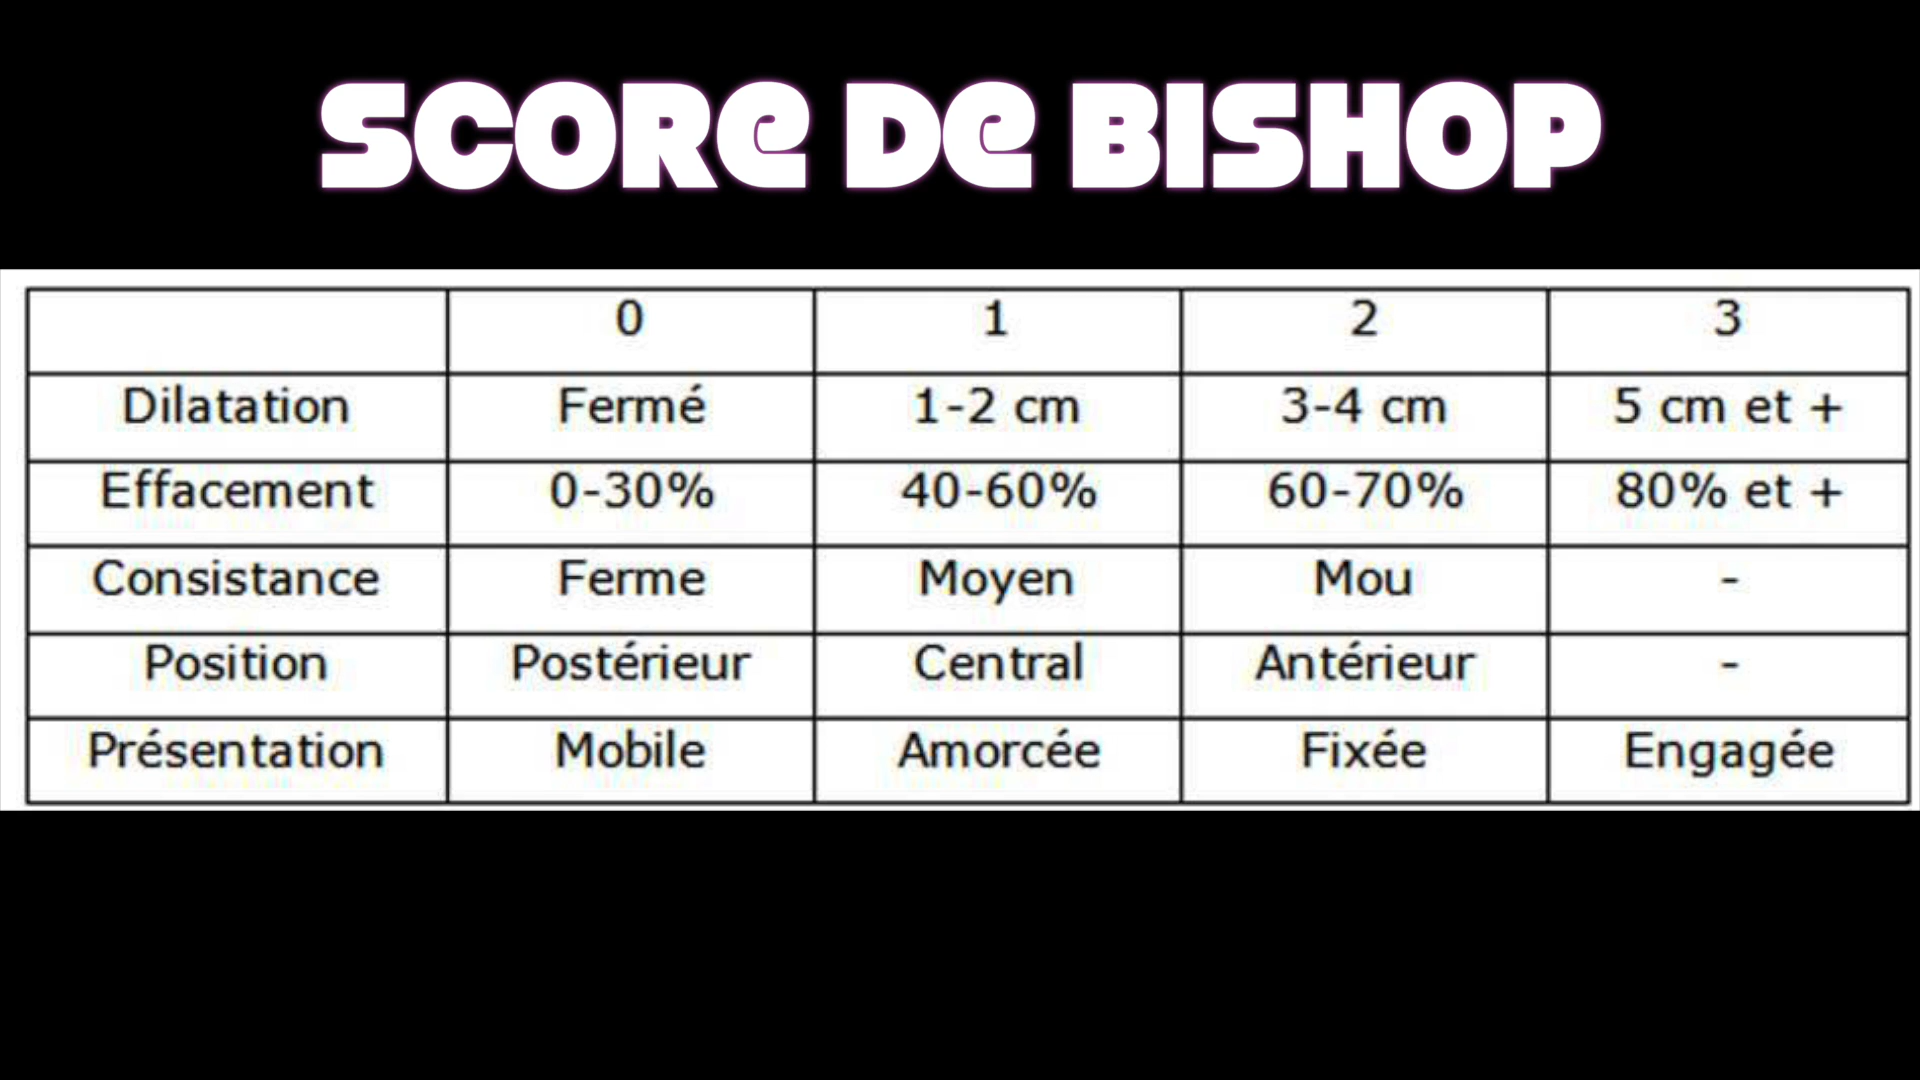 SCORE DE BISHOP
0 1 2 3
Dilatation Fermé 1-2 cm 3-4 cm 5 cm et +
Effacement 0-30% 40-60% 60-70% 80% et +
Consistance Ferme Moyen Mou -
Position Postérieur Central Antérieur -
Présentation Mobile Amorcée Fixée Engagée